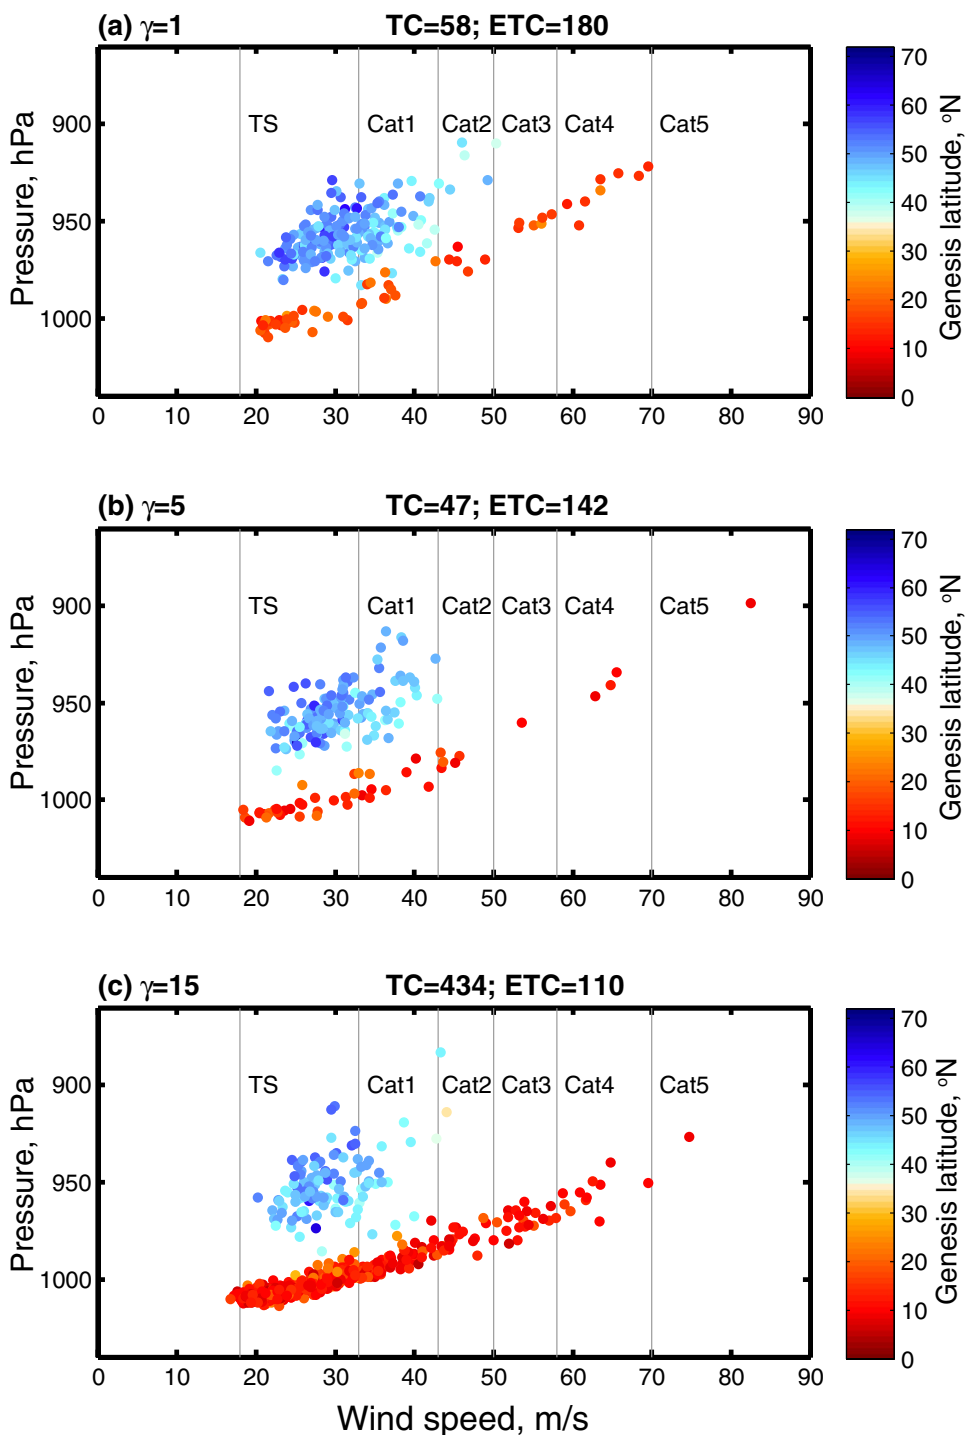 (a) γ=1 TC=58; ETC=180
TS Cat1 Cat2 Cat3 Cat4 Cat5
Pressure, hPa
900
950
1000
0 10 20 30 40 50 60 70 80 90
70
60
50
40
30
20
10
0
Genesis latitude, °N
(b) γ=5 TC=47; ETC=142
TS Cat1 Cat2 Cat3 Cat4 Cat5
Pressure, hPa
900
950
1000
0 10 20 30 40 50 60 70 80 90
70
60
50
40
30
20
10
0
Genesis latitude, °N
(c) γ=15 TC=434; ETC=110
TS Cat1 Cat2 Cat3 Cat4 Cat5
Pressure, hPa
900
950
1000
0 10 20 30 40 50 60 70 80 90
Wind speed, m/s
70
60
50
40
30
20
10
0
Genesis latitude, °N